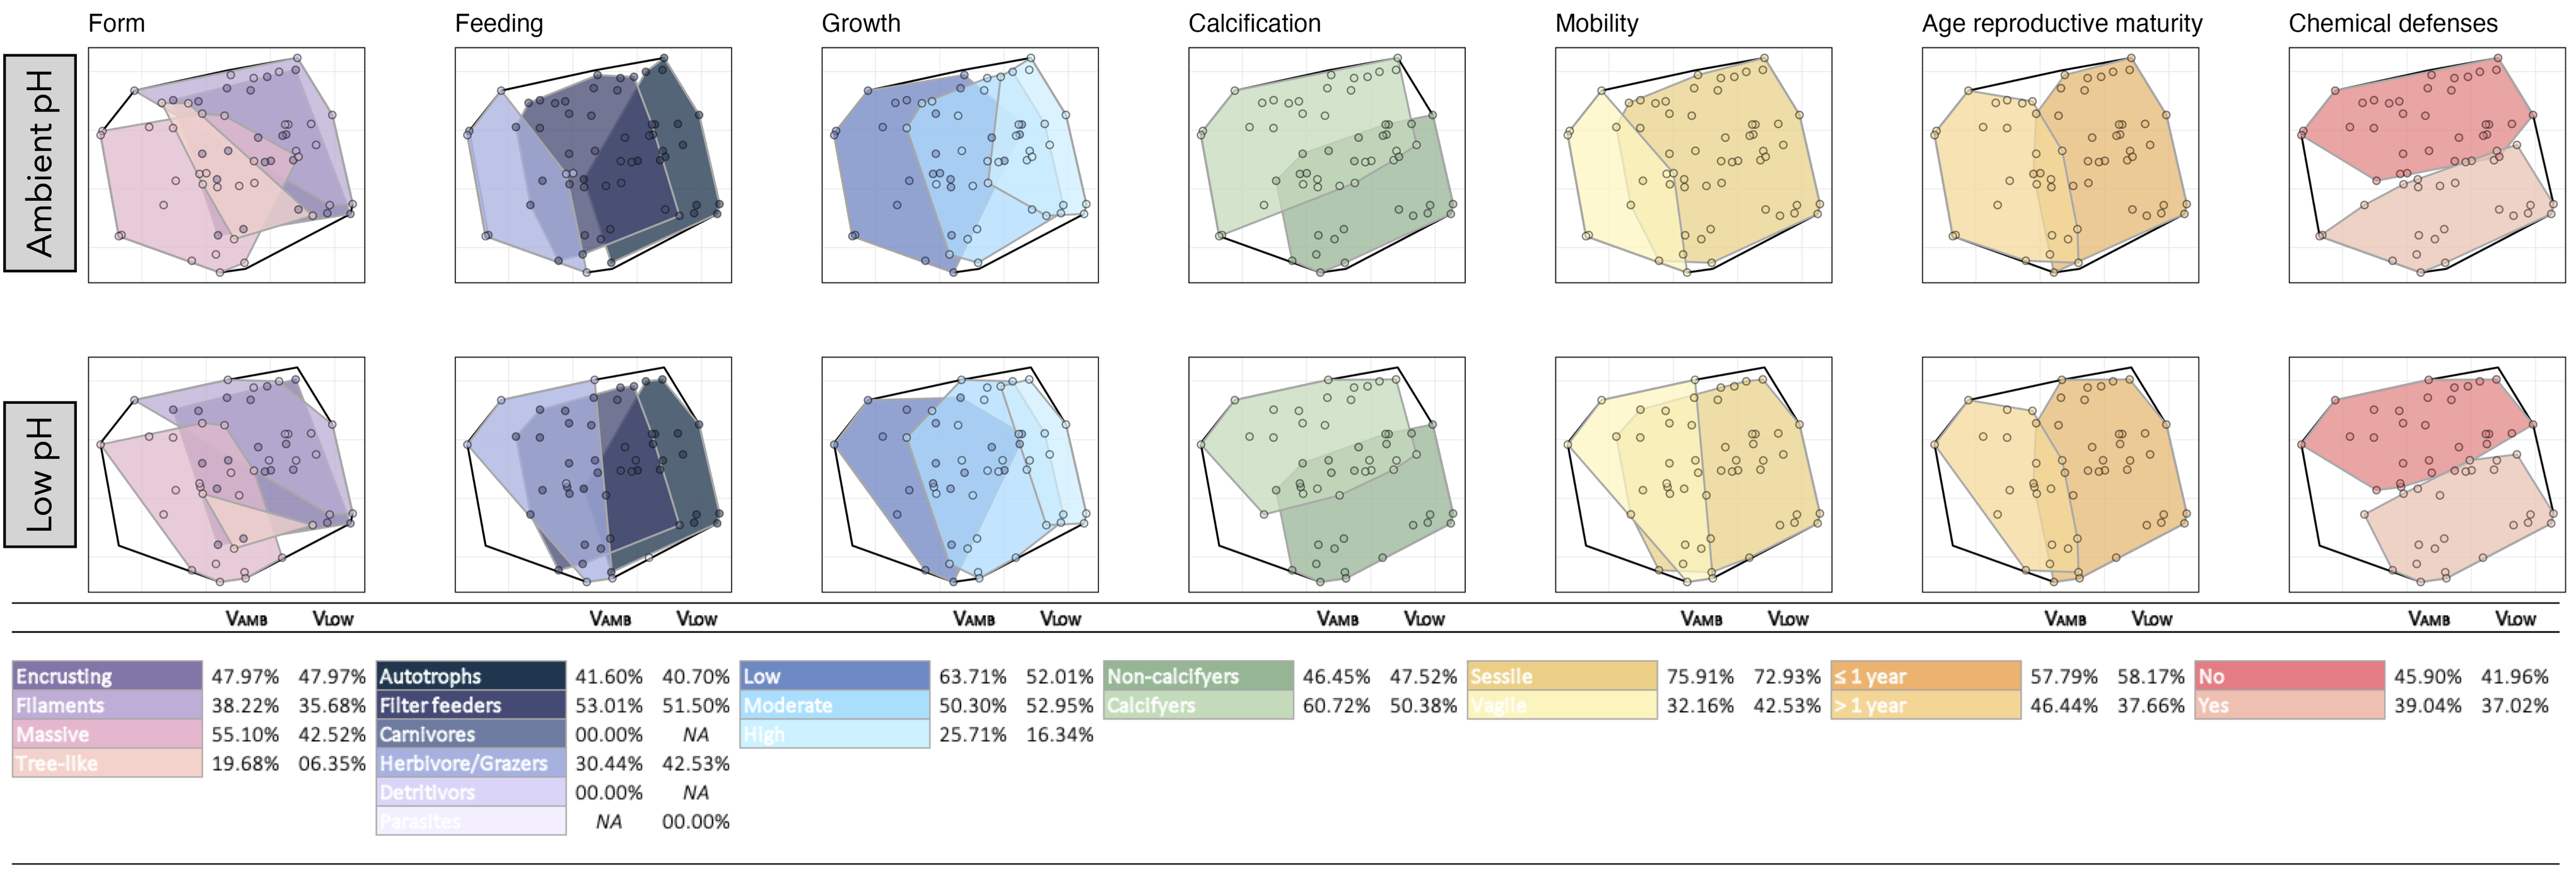 Form Feeding Growth Calcification Mobility Age reproductive maturity Chemical defenses
Ambient pH
Low pH
VAMB VLOW VAMB VLOW VAMB VLOW VAMB VLOW VAMB VLOW VAMB VLOW VAMB VLOW
Encrusting 47.97% 47.97% Autotrophs 41.60% 40.70% Low 63.71% 52.01% Non-calcifyers 46.45% 47.52% Sessile 75.91% 72.93% ≤ 1 year 57.79% 58.17% No 45.90% 41.96%
Filaments 38.22% 35.68% Filter feeders 53.01% 51.50% Moderate 50.30% 52.95% Calcifyers 60.72% 50.38% Vagile 32.16% 42.53% > 1 year 46.44% 37.66% Yes 39.04% 37.02%
Massive 55.10% 42.52% Carnivores 00.00% NA High 25.71% 16.34%
Tree-like 19.68% 06.35% Herbivore/Grazers 30.44% 42.53%
Detritivors 00.00% NA
Parasites NA 00.00%